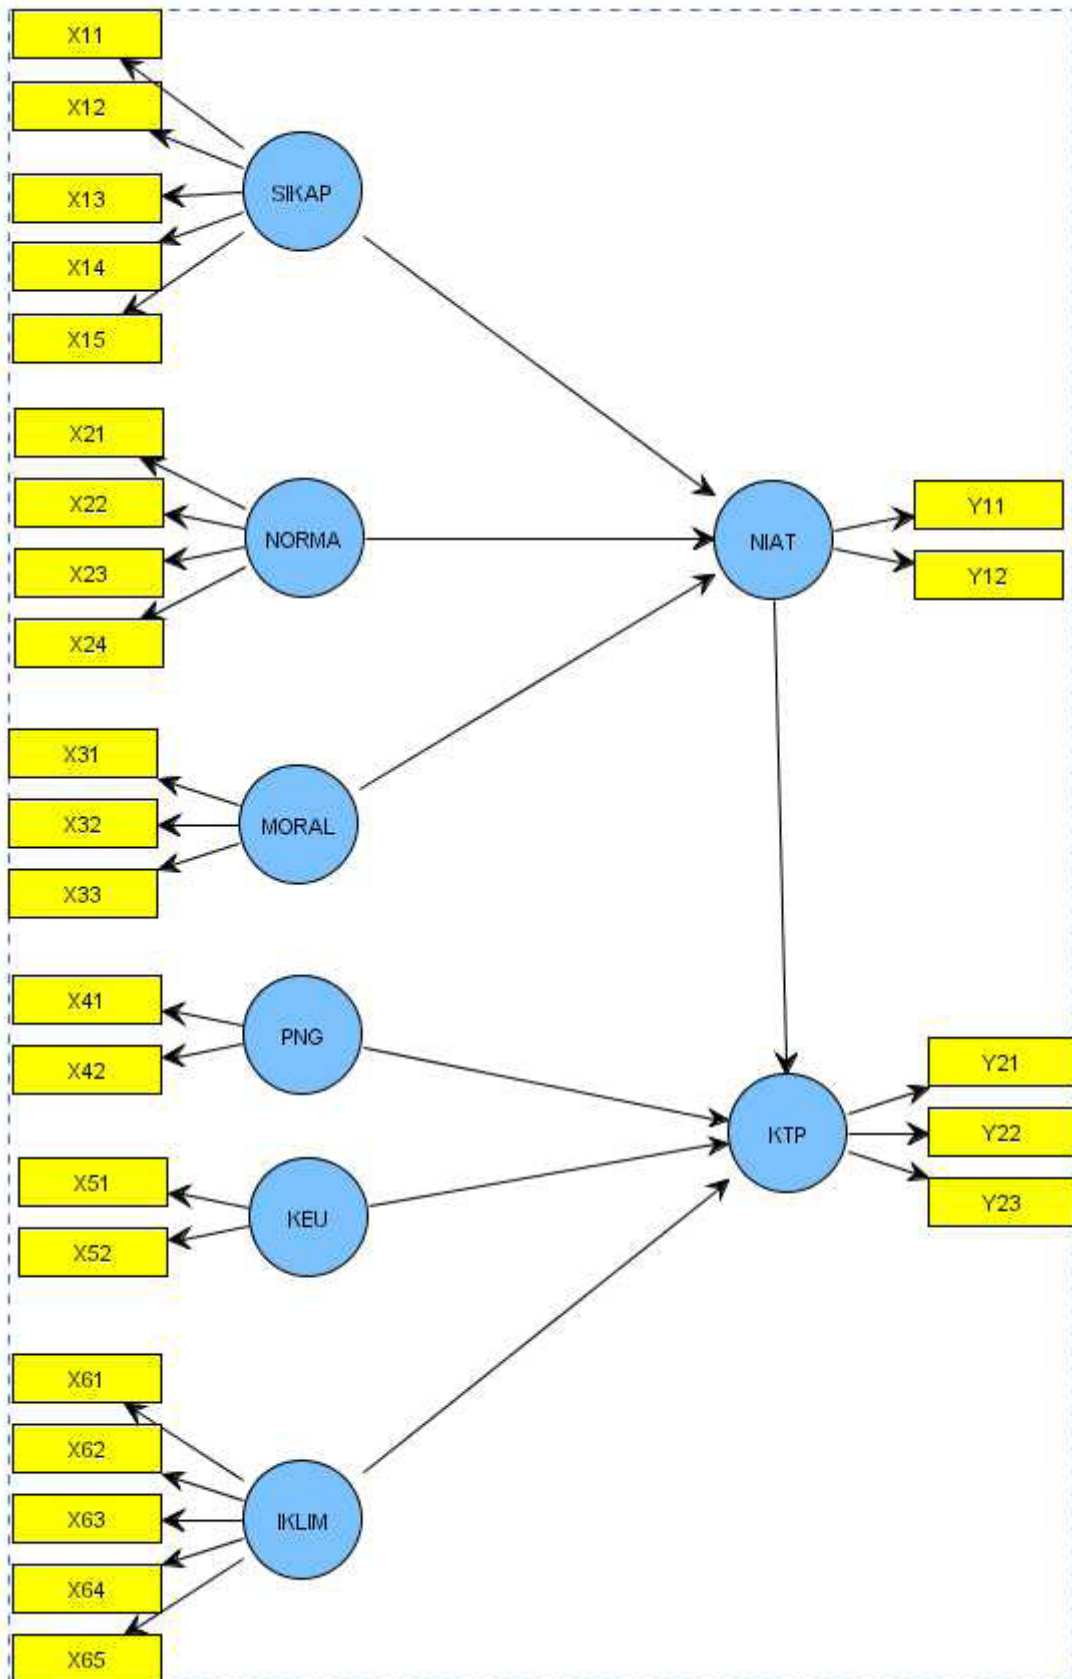 X11
X12
SIKAP
X13
X14
X15
X21
X22
NORMA
NIAT
Y11
X23
Y12
X24
X31
X32
MORAL
X33
X41
PNG
X42
Y21
KTP
Y22
X51
KEU
Y23
X52
X61
X62
X63
IKLIM
X64
X65